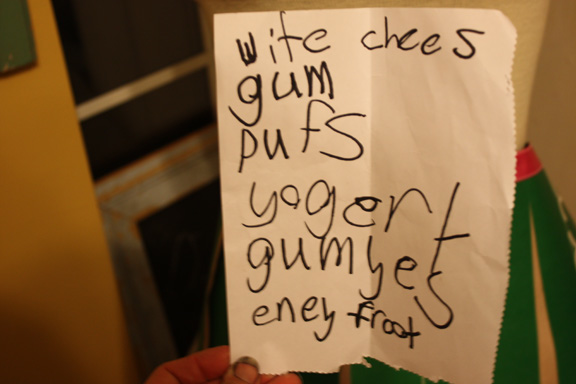 wite chees
gum
pufs
yogert
gumyes
eney froot